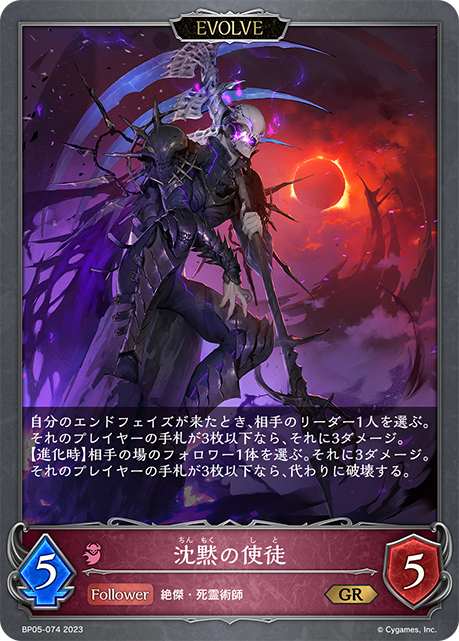 EVOLVE
自分のエンドフェイズが来たとき、相手のリーダー1人を選ぶ。
それのプレイヤーの手札が3枚以下なら、それに3ダメージ。
【進化時】相手の場のフォロワー1体を選ぶ。それに3ダメージ。
それのプレイヤーの手札が3枚以下なら、代わりに破壊する。
ちんもく しと
沈黙の使徒
5
5
Follower 絶傑・死霊術師 GR
BP05-074 2023 © Cygames, Inc.